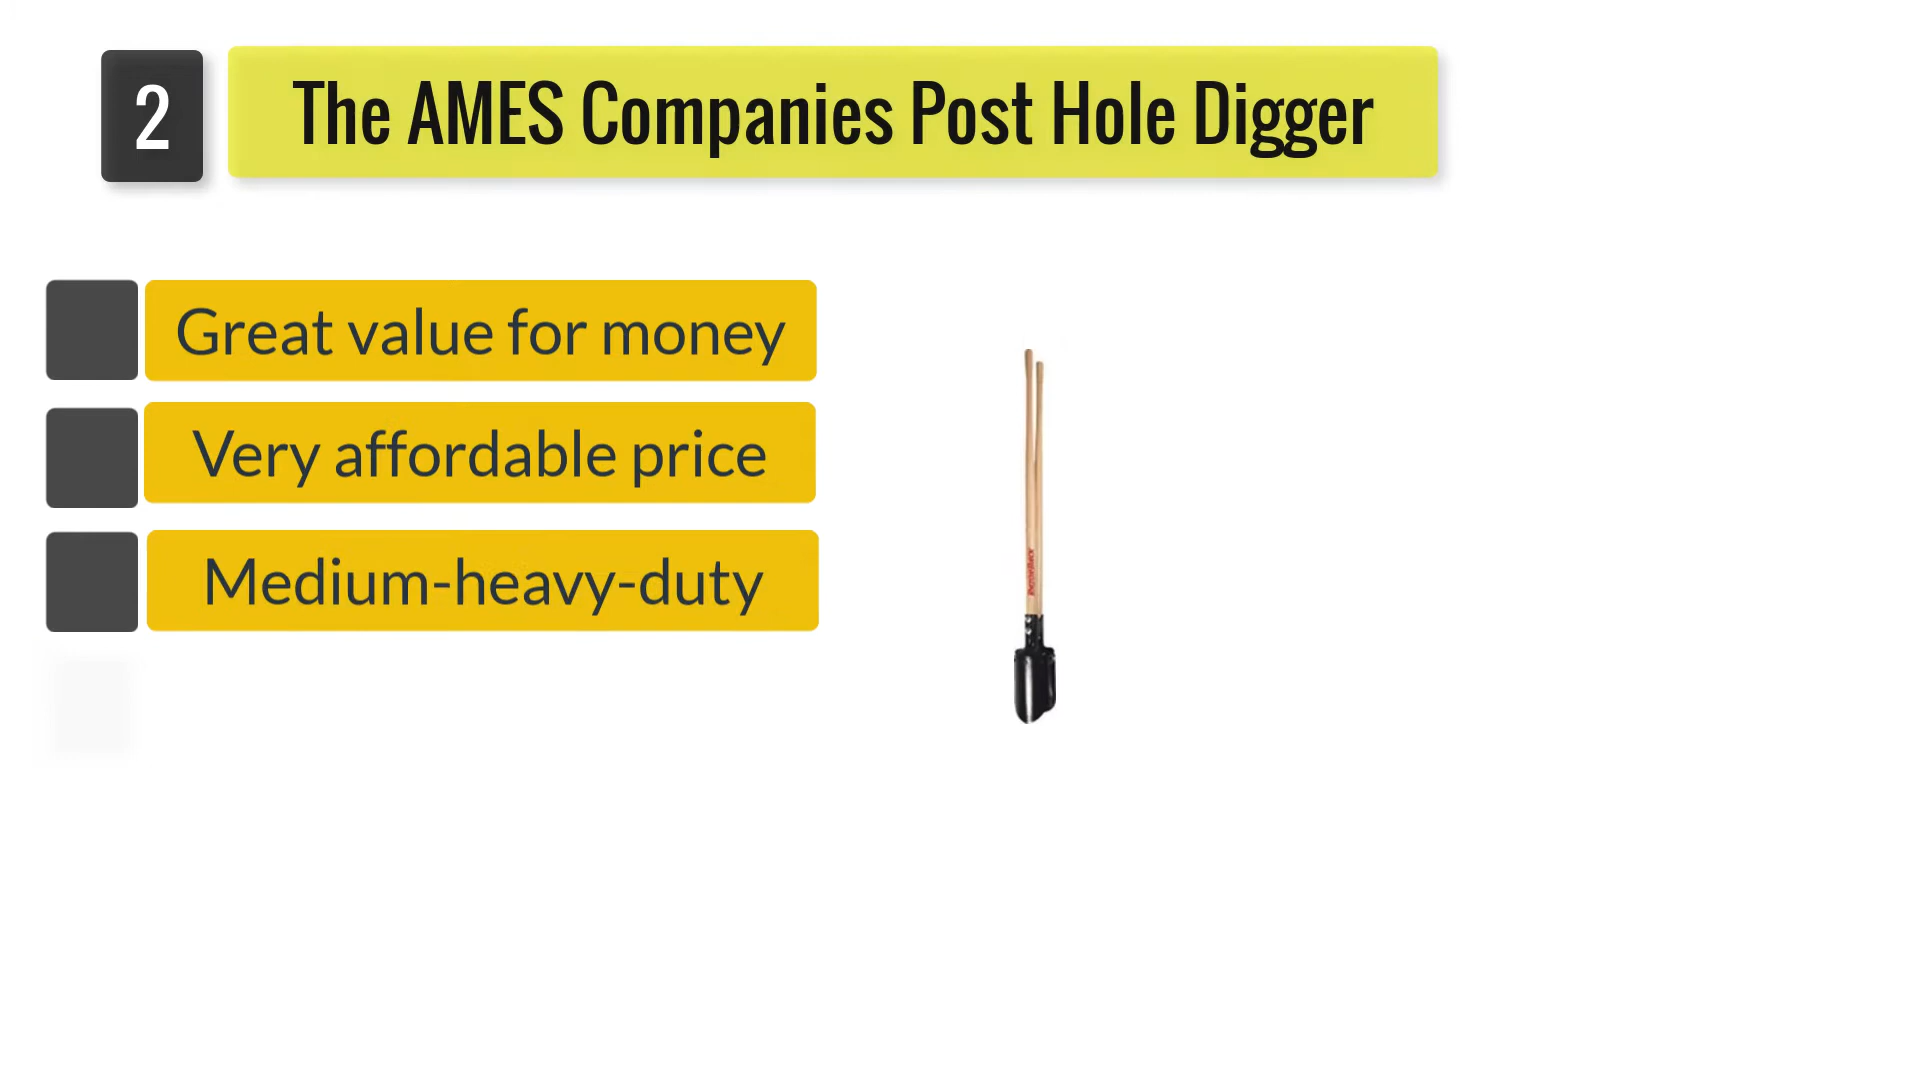 2
The AMES Companies Post Hole Digger
Great value for money
Very affordable price
Medium-heavy-duty